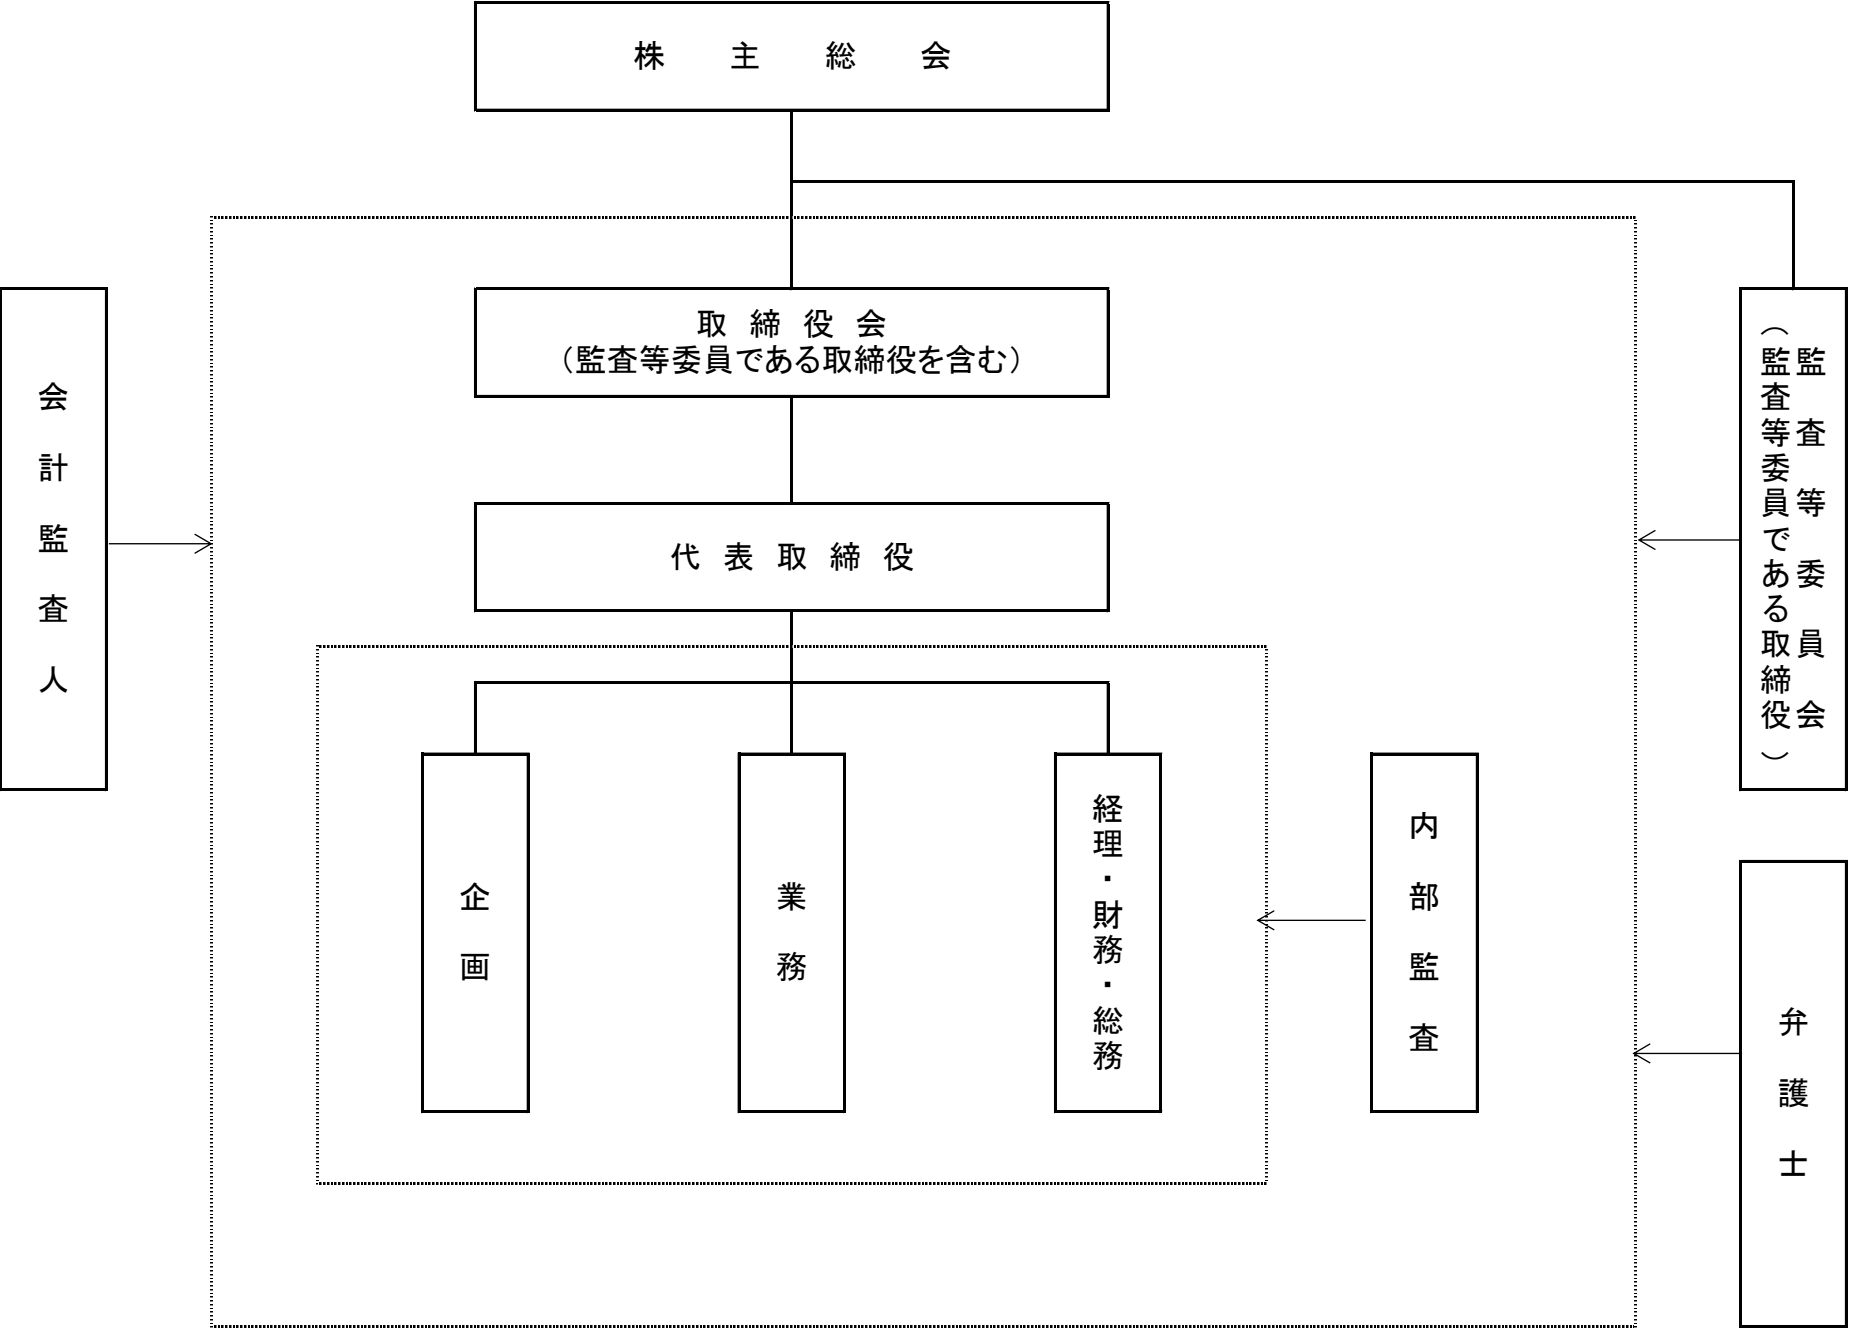 株主総会
取締役会
（監査等委員である取締役を含む）
会計監査人
監査等委員会
（監査等委員である取締役）
代表取締役
企画
業務
経理・財務・総務
内部監査
弁護士